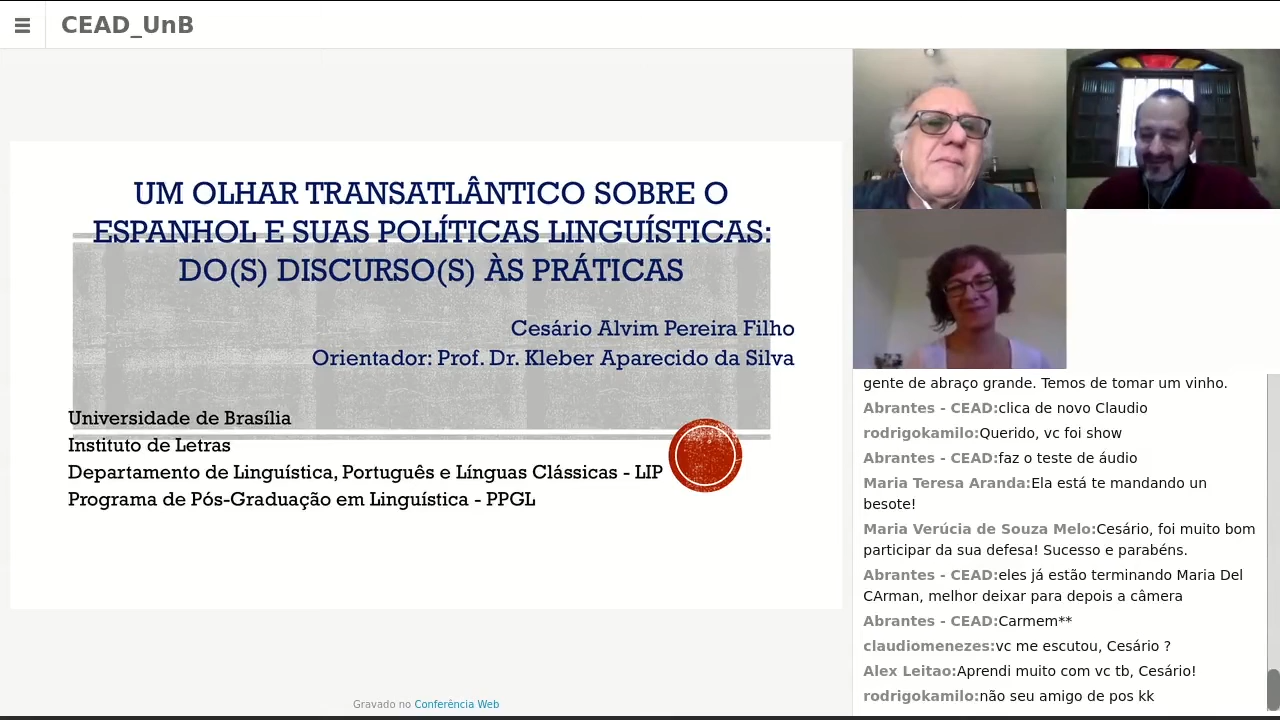 CEAD_UnB
UM OLHAR TRANSATLÂNTICO SOBRE O
ESPANHOL E SUAS POLÍTICAS LINGUÍSTICAS:
DO(S) DISCURSO(S) ÀS PRÁTICAS
Cesário Alvim Pereira Filho
Orientador: Prof. Dr. Kleber Aparecido da Silva
Universidade de Brasília
Instituto de Letras
Departamento de Linguística, Português e Línguas Clássicas - LIP
Programa de Pós-Graduação em Linguística - PPGL
Gravado no Conferência Web
gente de abraço grande. Temos de tomar um vinho.
Abrantes - CEAD:clica de novo Claudio
rodrigokamilo:Querido, vc foi show
Abrantes - CEAD:faz o teste de áudio
Maria Teresa Aranda:Ela está te mandando un
besote!
Maria Verúcia de Souza Melo:Cesário, foi muito bom
participar da sua defesa! Sucesso e parabéns.
Abrantes - CEAD:eles já estão terminando Maria Del
CArman, melhor deixar para depois a câmera
Abrantes - CEAD:Carmem**
claudiomenezes:vc me escutou, Cesário ?
Alex Leitao:Aprendi muito com vc tb, Cesário!
rodrigokamilo:não seu amigo de pos kk